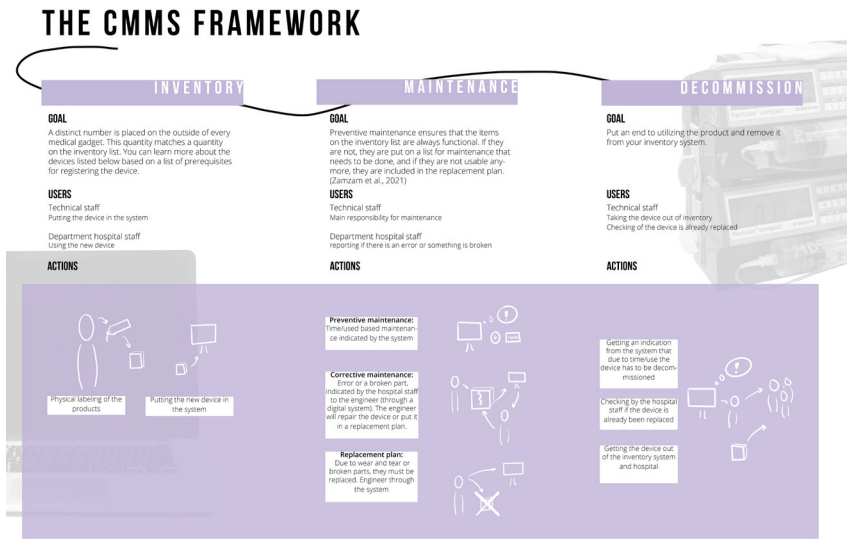 THE CMMS FRAMEWORK
INVENTORY
GOAL
A distinct number is placed on the outside of every
medical gadget. This quantity matches a quantity
on the inventory list. You can learn more about the
devices listed below based on a list of prerequisites
for registering the device.
USERS
Technical staff
Putting the device in the system
Department hospital staff
Using the new device
ACTIONS
Physical labeling of the
products
Putting the new device in
the system
MAINTENANCE
GOAL
Preventive maintenance ensures that the items
on the inventory list are always functional. If they
are not, they are put on a list for maintenance that
needs to be done, and if they are not usable any-
more, they are included in the replacement plan.
(Zamzam et al., 2021)
USERS
Technical staff
Main responsibility for maintenance
Department hospital staff
reporting if there is an error or something is broken
ACTIONS
Preventive maintenance:
Time/used based maintenan-
ce indicated by the system
Corrective maintenance:
Error or a broken part,
indicated by the hospital staff
to the engineer (through a
digital system). The engineer
will repair the device or put it
in a replacement plan.
Replacement plan:
Due to wear and tear or
broken parts, they must be
replaced. Engineer through
the system
DECOMMISSION
GOAL
Put an end to utilizing the product and remove it
from your inventory system.
USERS
Technical staff
Taking the device out of inventory
Checking of the device is already replaced
ACTIONS
Getting an indication
from the system that
due to time/use the
device has to be decom-
missioned
Checking by the hospital
staff if the device is
already been replaced
Getting the device out
of the inventory system
and hospital